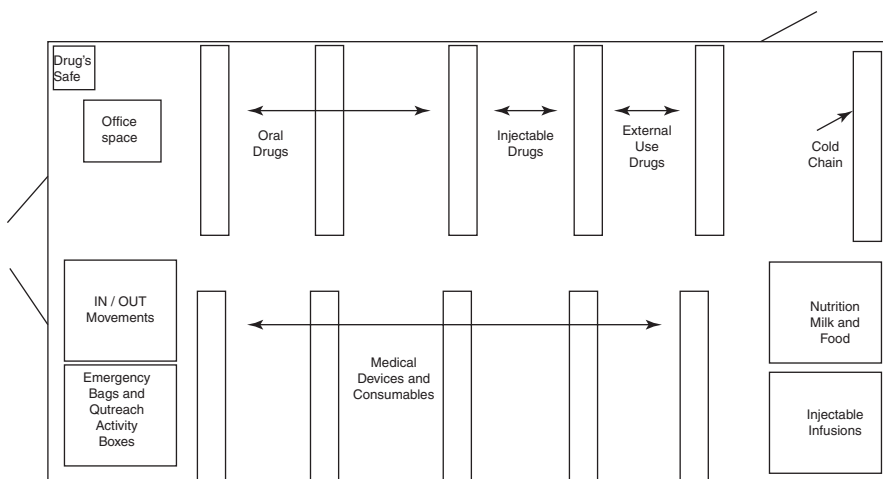 Drug's
Safe
Office
space
Oral
Drugs
Injectable
Drugs
External
Use
Drugs
Cold
Chain
IN / OUT
Movements
Emergency
Bags and
Qutreach
Activity
Boxes
Medical
Devices and
Consumables
Nutrition
Milk and
Food
Injectable
Infusions